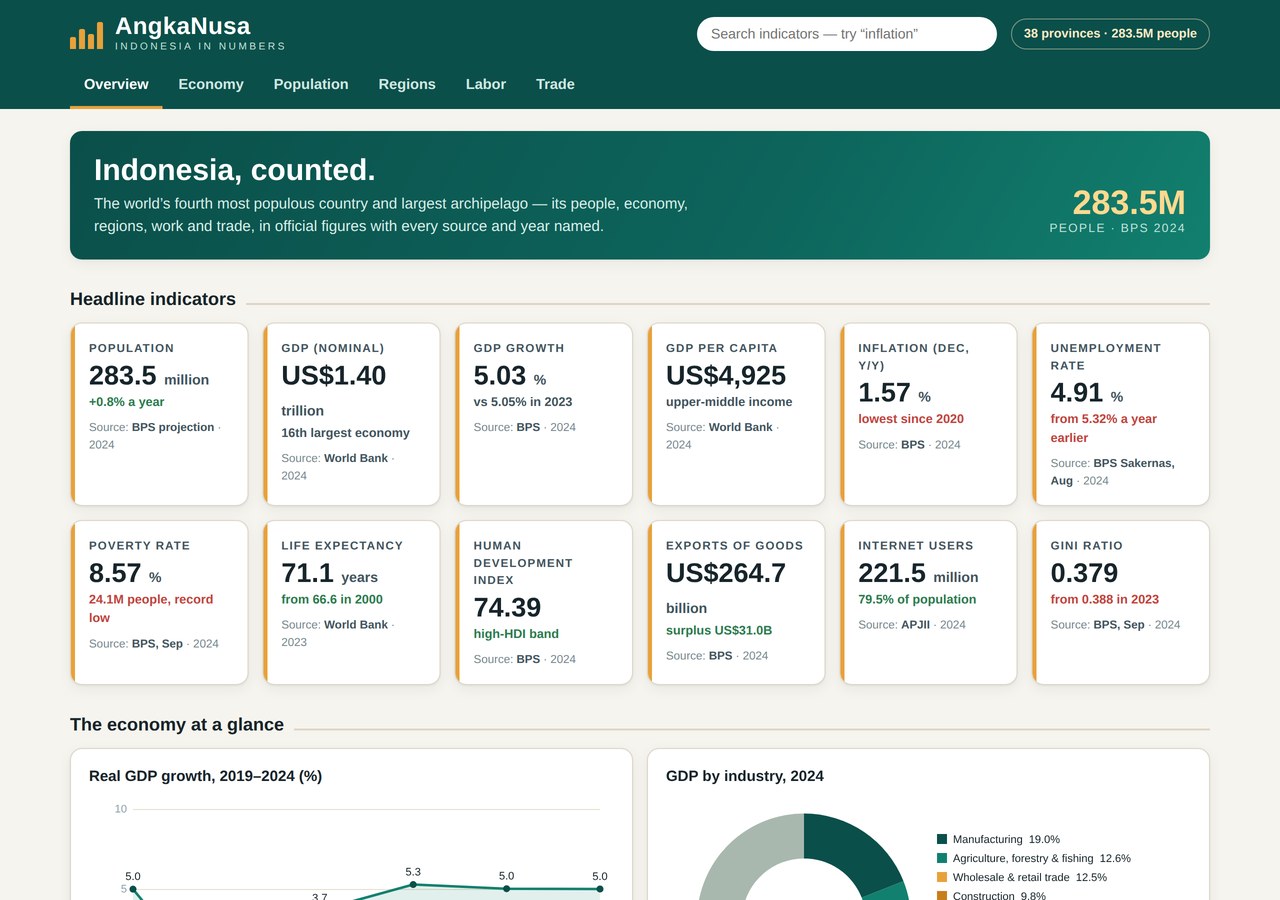 AngkaNusa
INDONESIA IN NUMBERS
Search indicators — try “inflation”
38 provinces · 283.5M people
Overview
Economy
Population
Regions
Labor
Trade
Indonesia, counted.
The world’s fourth most populous country and largest archipelago — its people, economy,
regions, work and trade, in official figures with every source and year named.
283.5M
PEOPLE · BPS 2024
Headline indicators
POPULATION
283.5 million
+0.8% a year
Source: BPS projection ·
2024
GDP (NOMINAL)
US$1.40
trillion
16th largest economy
Source: World Bank ·
2024
GDP GROWTH
5.03 %
vs 5.05% in 2023
Source: BPS · 2024
GDP PER CAPITA
US$4,925
upper-middle income
Source: World Bank ·
2024
INFLATION (DEC,
Y/Y)
1.57 %
lowest since 2020
Source: BPS · 2024
UNEMPLOYMENT
RATE
4.91 %
from 5.32% a year
earlier
Source: BPS Sakernas,
Aug · 2024
POVERTY RATE
8.57 %
24.1M people, record
low
Source: BPS, Sep · 2024
LIFE EXPECTANCY
71.1 years
from 66.6 in 2000
Source: World Bank ·
2023
HUMAN
DEVELOPMENT
INDEX
74.39
high-HDI band
Source: BPS · 2024
EXPORTS OF GOODS
US$264.7
billion
surplus US$31.0B
Source: BPS · 2024
INTERNET USERS
221.5 million
79.5% of population
Source: APJII · 2024
GINI RATIO
0.379
from 0.388 in 2023
Source: BPS, Sep · 2024
The economy at a glance
Real GDP growth, 2019–2024 (%)
10
5
5.0
3.7
5.3
5.0
5.0
GDP by industry, 2024
Manufacturing 19.0%
Agriculture, forestry & fishing 12.6%
Wholesale & retail trade 12.5%
Construction 9.8%